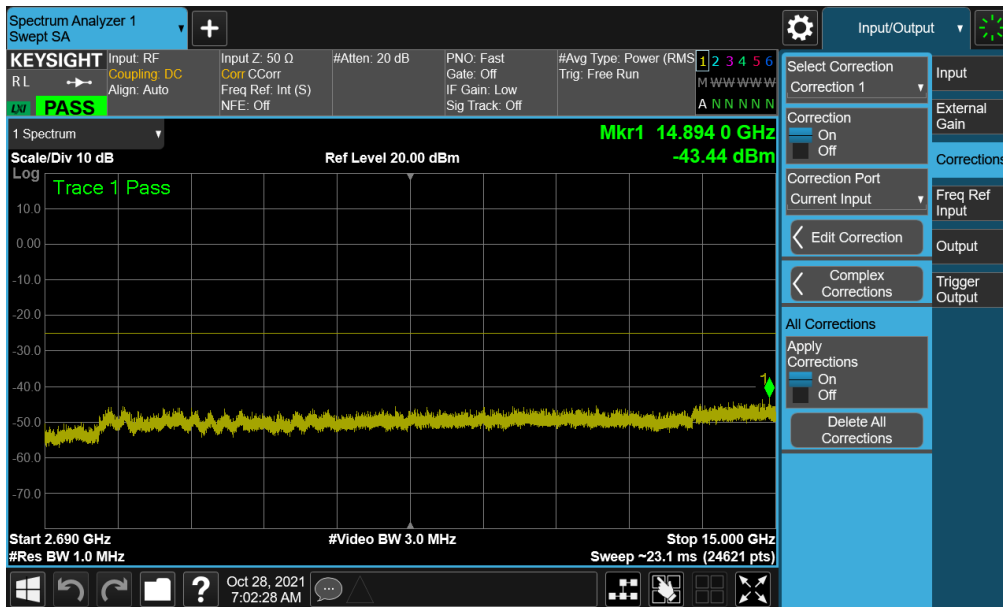 Spectrum Analyzer 1
Swept SA
Input/Output
KEYSIGHT
R L
LXI
PASS
Input: RF
Coupling: DC
Align: Auto
Input Z: 50 Ω
Corr CCorr
Freq Ref: Int (S)
NFE: Off
#Atten: 20 dB
PNO: Fast
Gate: Off
IF Gain: Low
Sig Track: Off
#Avg Type: Power (RMS
Trig: Free Run
1 2 3 4 5 6
M W W W W W
A N N N N N
1 Spectrum
Mkr1 14.894 0 GHz
Scale/Div 10 dB
Ref Level 20.00 dBm
-43.44 dBm
Log
Trace 1 Pass
10.0
0.00
-10.0
-20.0
-30.0
-40.0
-50.0
-60.0
-70.0
1
Start 2.690 GHz
#Video BW 3.0 MHz
Stop 15.000 GHz
#Res BW 1.0 MHz
Sweep ~23.1 ms (24621 pts)
Select Correction
Correction 1
Correction
On
Off
Correction Port
Current Input
Edit Correction
Complex
Corrections
All Corrections
Apply
Corrections
On
Off
Delete All
Corrections
Input
External
Gain
Corrections
Freq Ref
Input
Output
Trigger
Output
?
Oct 28, 2021
7:02:28 AM